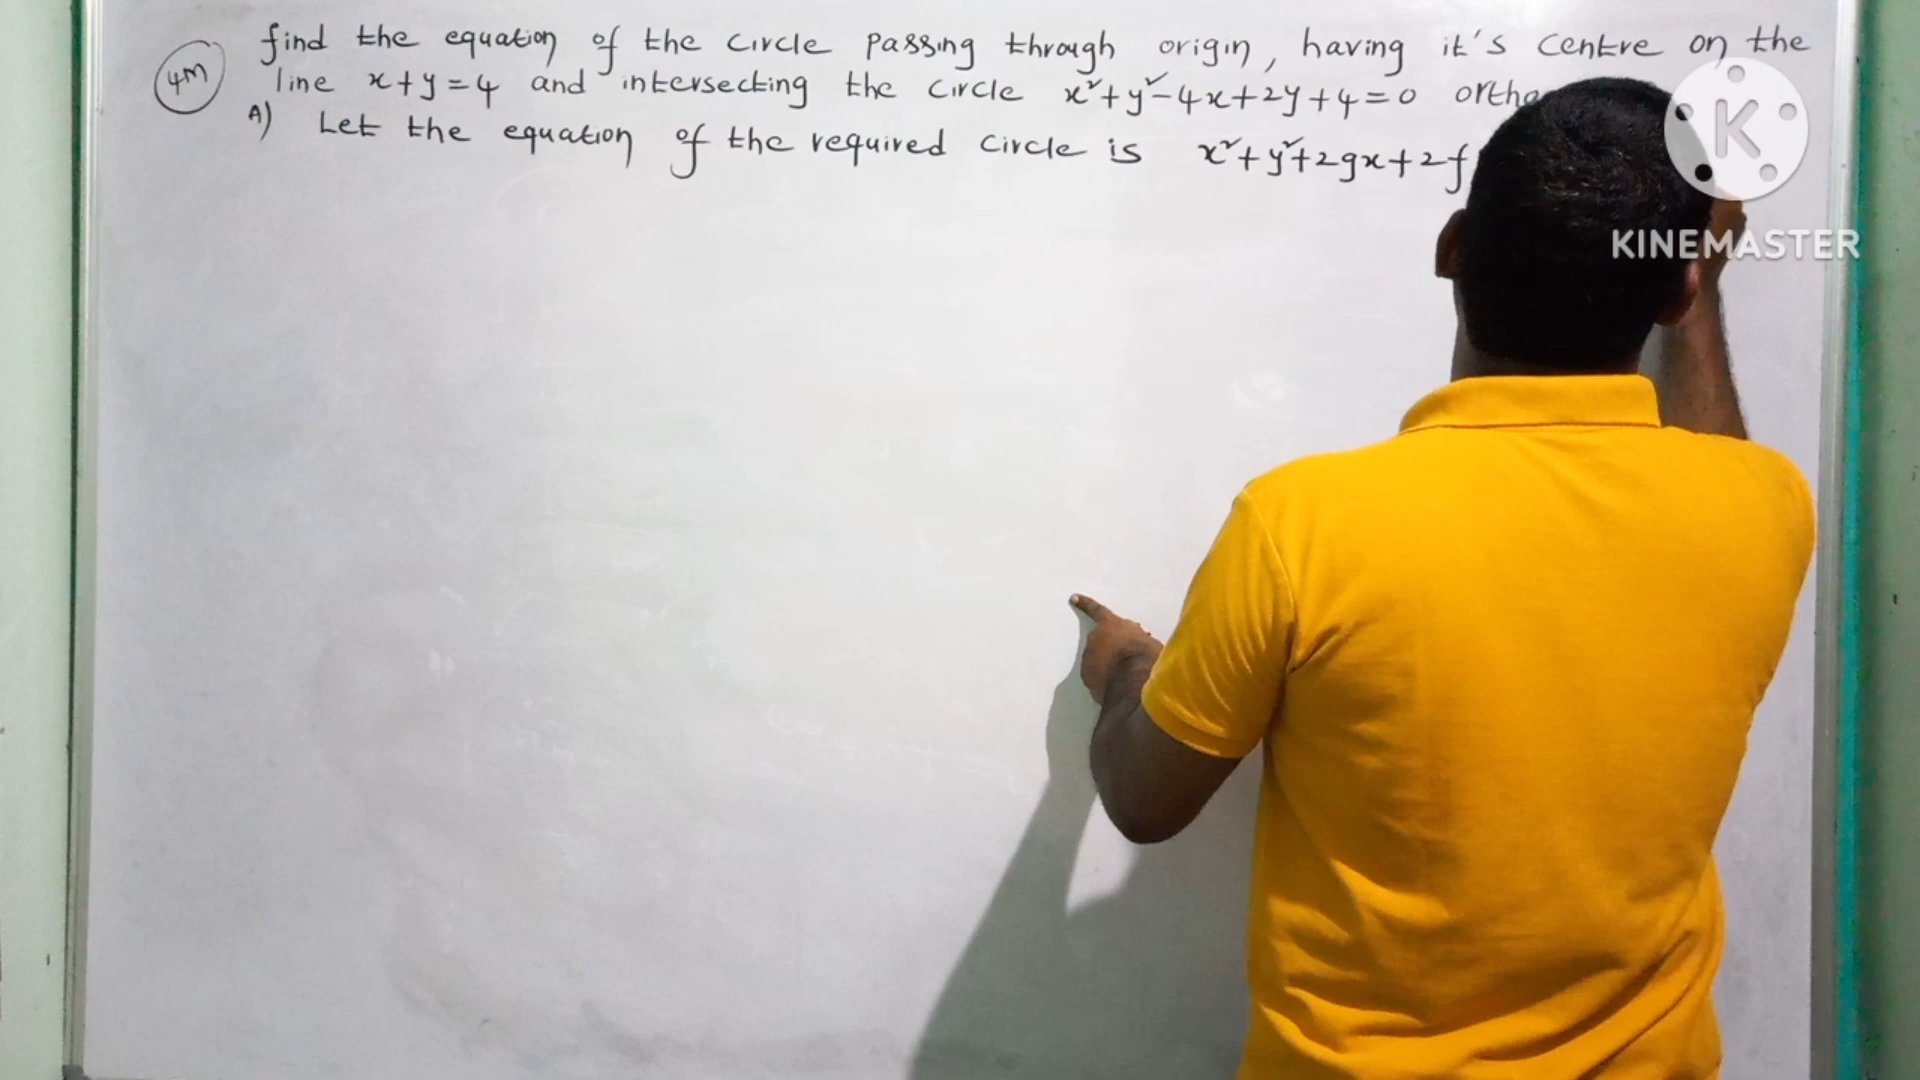 4M
find the equation of the circle passing through origin, having it's centre on the
line x+y=4 and intersecting the circle x²+y²-4x+2y+4=0 ortho
A) Let the equation of the required circle is x²+y²+2gx+2f
K
KINEMASTER